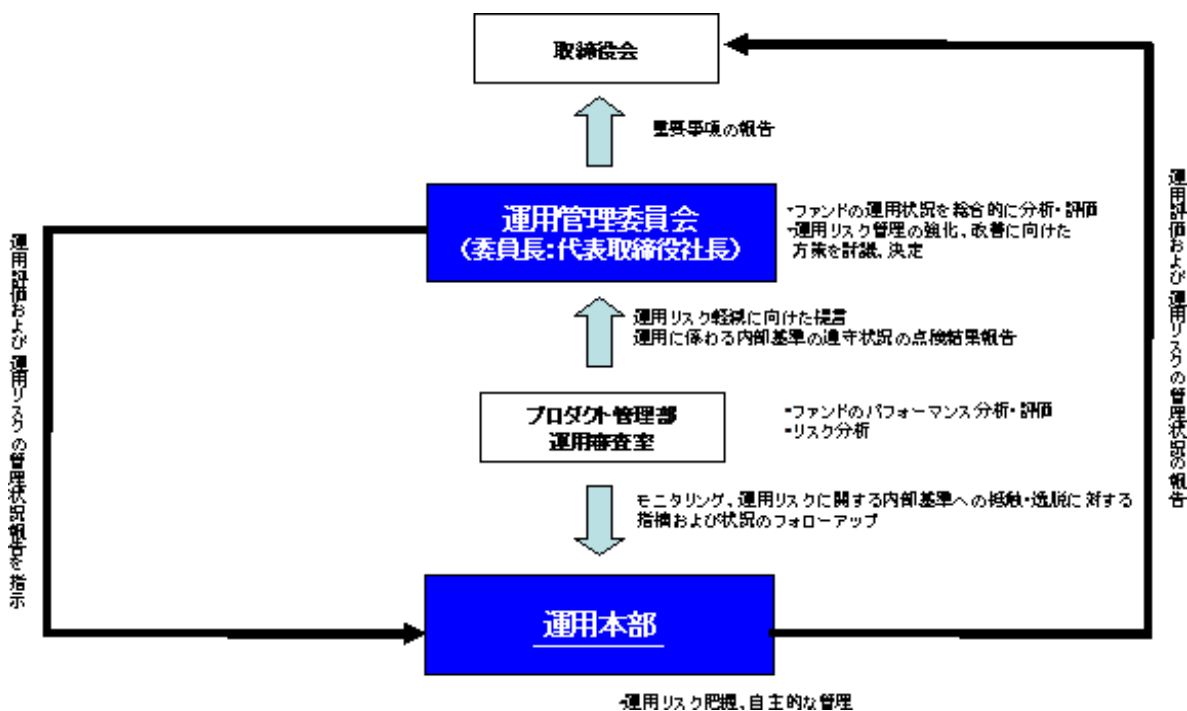 取締役会
重要事項の報告
運用管理委員会
（委員長：代表取締役社長）
・ファンドの運用状況を総合的に分析・評価
・運用リスク管理の強化、改善に向けた
方策を討議、決定
運用リスク軽減に向けた提言
運用に係わる内部基準の遵守状況の点検結果報告
プロダクト管理部
運用審査室
・ファンドのパフォーマンス分析・評価
・リスク分析
モニタリング、運用リスクに関する内部基準への抵触・逸脱に対する
指摘および状況のフォローアップ
運用本部
・運用リスク把握、自主的な管理
運用評価および運用リスクの管理状況報告を指示
運用評価および運用リスクの管理状況の報告